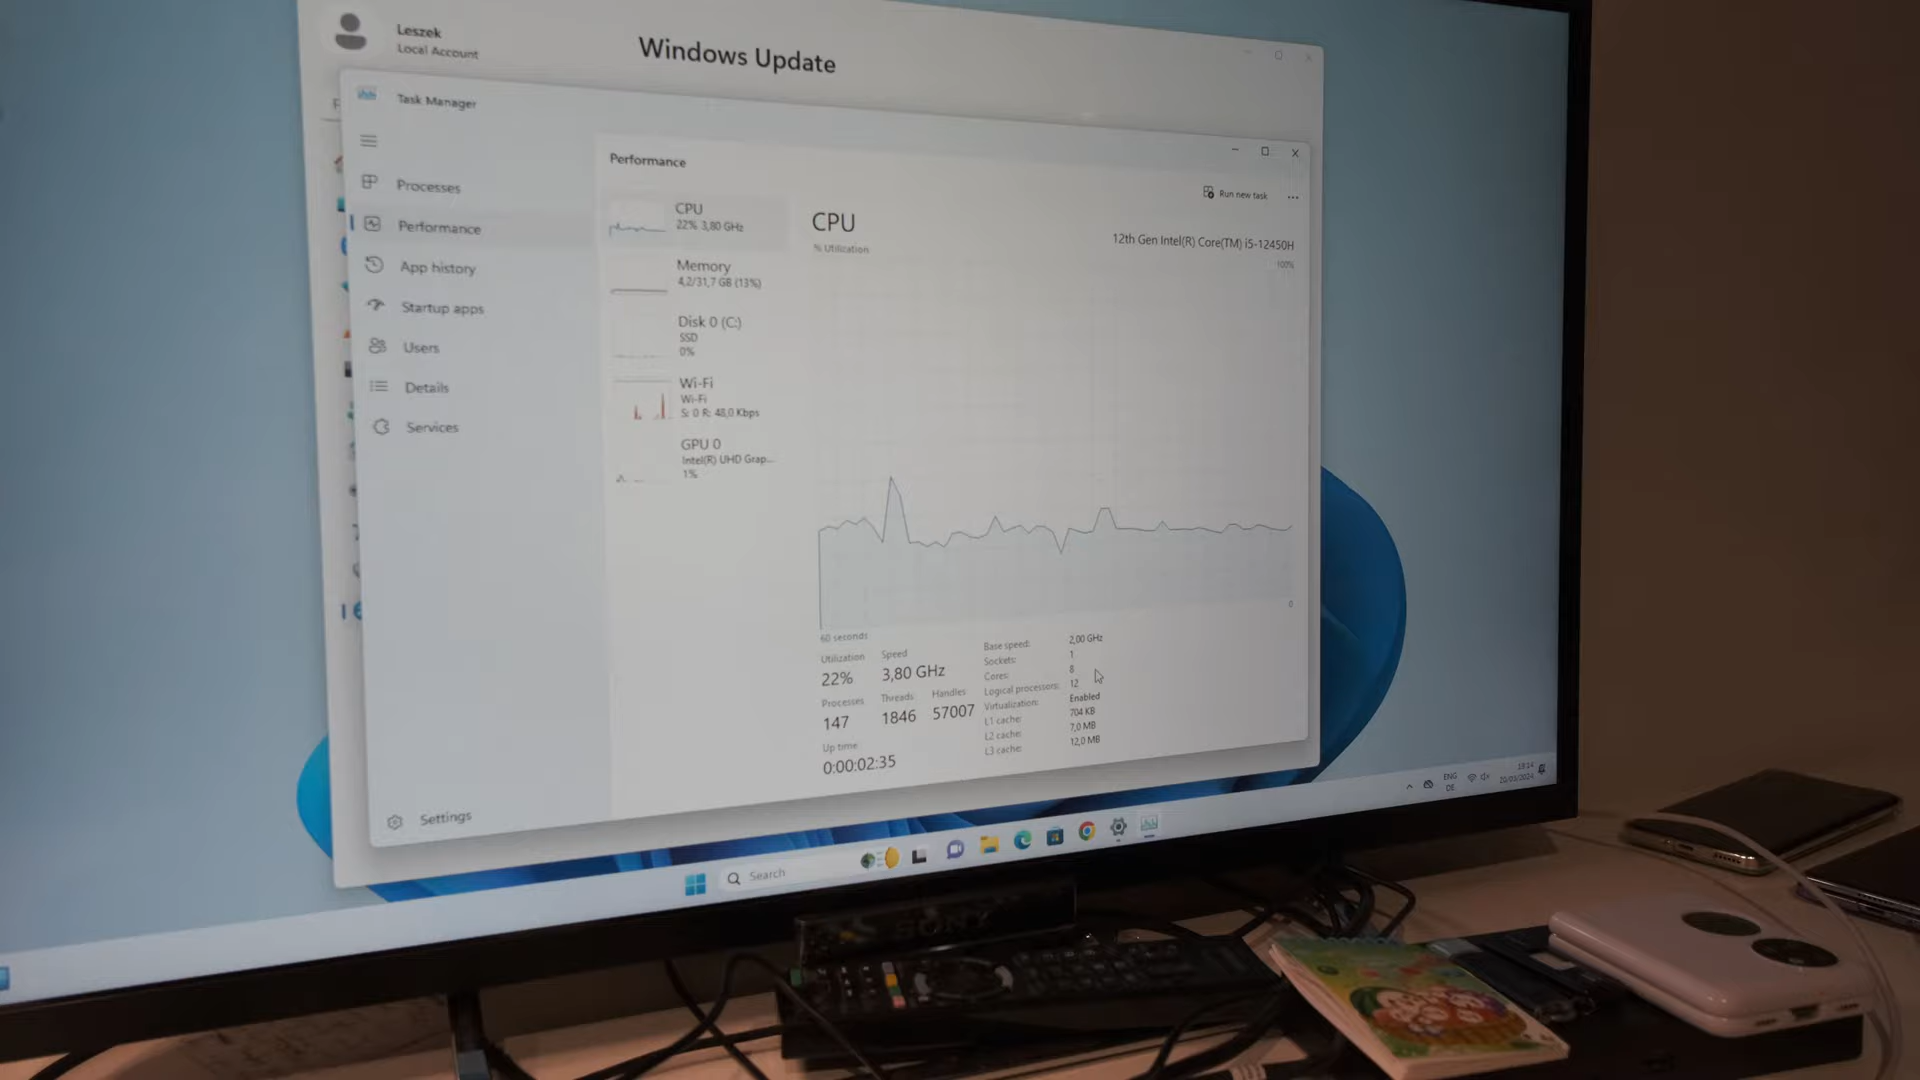 Leszek
Local Account
Windows Update
Task Manager
Processes
Performance
App history
Startup apps
Users
Details
Services
Settings
Performance
Run new task
CPU
22% 3,80 GHz
Memory
4,2/31,7 GB (13%)
Disk 0 (C:)
SSD
0%
Wi-Fi
Wi-Fi
S: 0 R: 48,0 Kbps
GPU 0
Intel(R) UHD Grap...
1%
CPU
12th Gen Intel(R) Core(TM) i5-12450H
% Utilization
100%
60 seconds
0
Utilization
22%
Speed
3,80 GHz
Processes
147
Threads
1846
Handles
57007
Up time
0:00:02:35
Base speed: 2,00 GHz
Sockets: 1
Cores: 8
Logical processors: 12
Virtualization: Enabled
L1 cache: 704 KB
L2 cache: 7,0 MB
L3 cache: 12,0 MB
Search
ENG
DE
20/03/2024
SONY